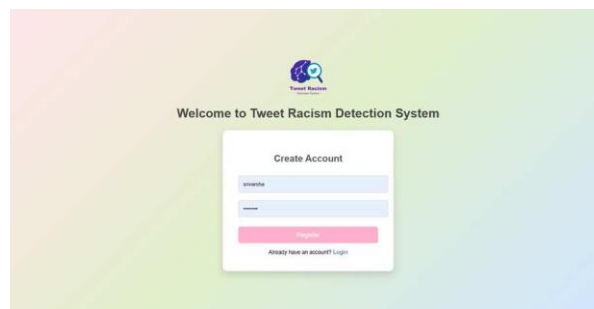 Tweet Racism
Welcome to Tweet Racism Detection System
Create Account
Register
Already have an account? Login